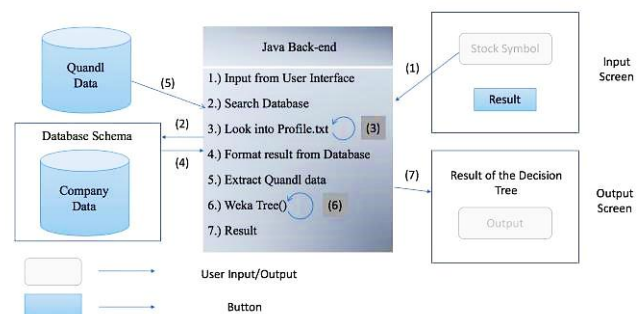 Quandl
Data
(5)
Database Schema
(2)
(4)
Company
Data
Java Back-end
1.) Input from User Interface
2.) Search Database
3.) Look into Profile.txt
(3)
4.) Format result from Database
5.) Extract Quandl data
6.) Weka Tree()
(6)
7.) Result
(1)
Stock Symbol
Result
Input
Screen
(7)
Result of the Decision
Tree
Output
Output
Screen
User Input/Output
Button